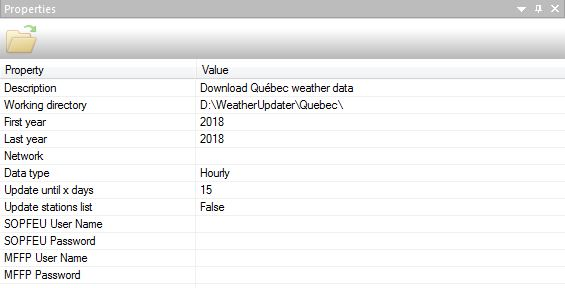 Properties
Property Value
Description Download Québec weather data
Working directory D:\WeatherUpdater\Quebec\
First year 2018
Last year 2018
Network
Data type Hourly
Update until x days 15
Update stations list False
SOPFEU User Name
SOPFEU Password
MFFP User Name
MFFP Password